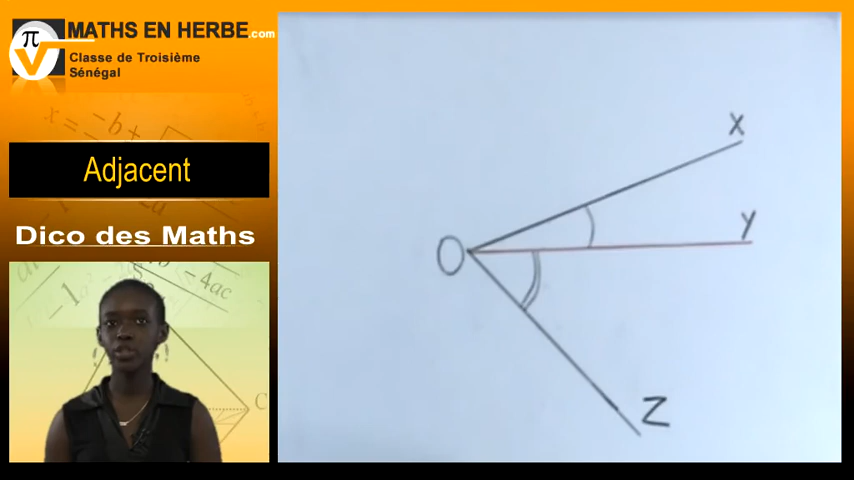 π
MATHS EN HERBE.com
Classe de Troisième
Sénégal
Adjacent
Dico des Maths
X
O
y
Z
C